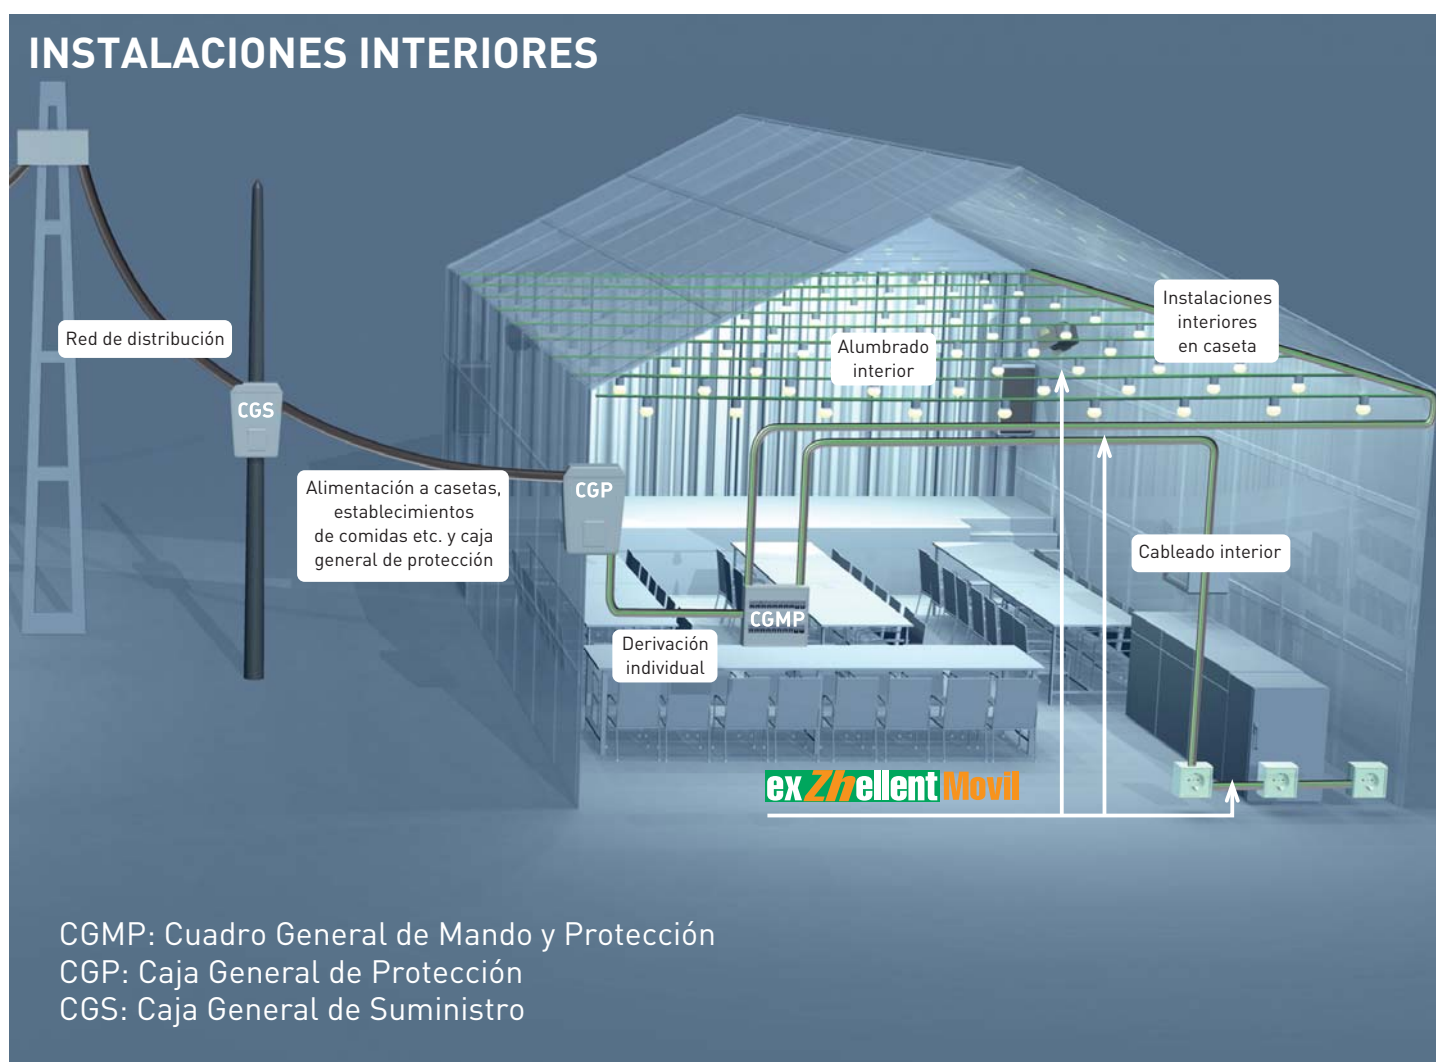 INSTALACIONES INTERIORES
Red de distribución
CGS
Alimentación a casetas,
establecimientos
de comidas etc. y caja
general de protección
CGP
Alumbrado
interior
Instalaciones
interiores
en caseta
Cableado interior
CGMP
Derivación
individual
exZhellent Movil
CGMP: Cuadro General de Mando y Protección
CGP: Caja General de Protección
CGS: Caja General de Suministro